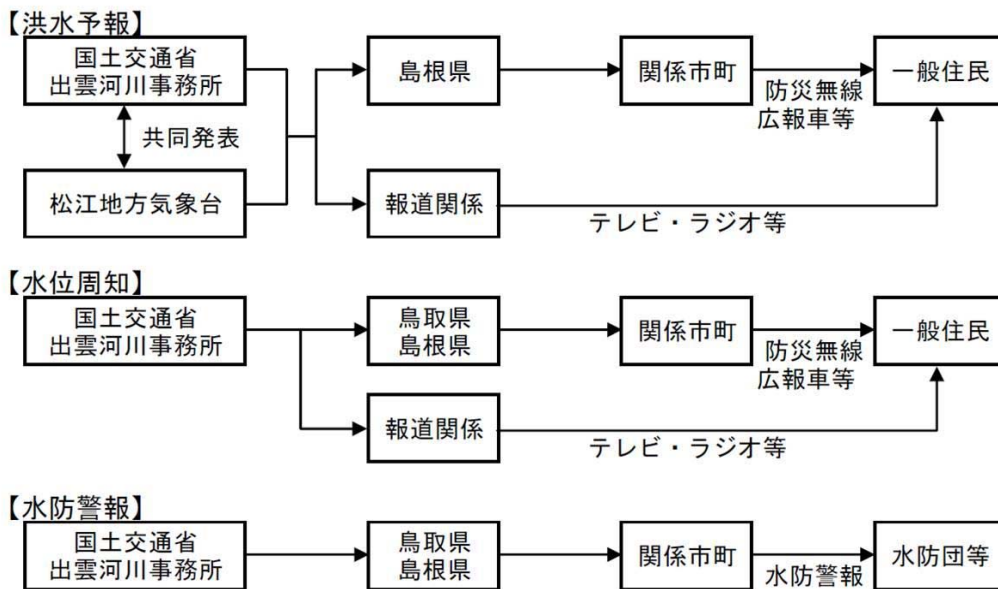 【洪水予報】
国土交通省
出雲河川事務所
島根県
関係市町
一般住民
防災無線
広報車等
共同発表
松江地方気象台
報道関係
テレビ・ラジオ等
【水位周知】
国土交通省
出雲河川事務所
鳥取県
島根県
関係市町
一般住民
防災無線
広報車等
報道関係
テレビ・ラジオ等
【水防警報】
国土交通省
出雲河川事務所
鳥取県
島根県
関係市町
水防団等
水防警報